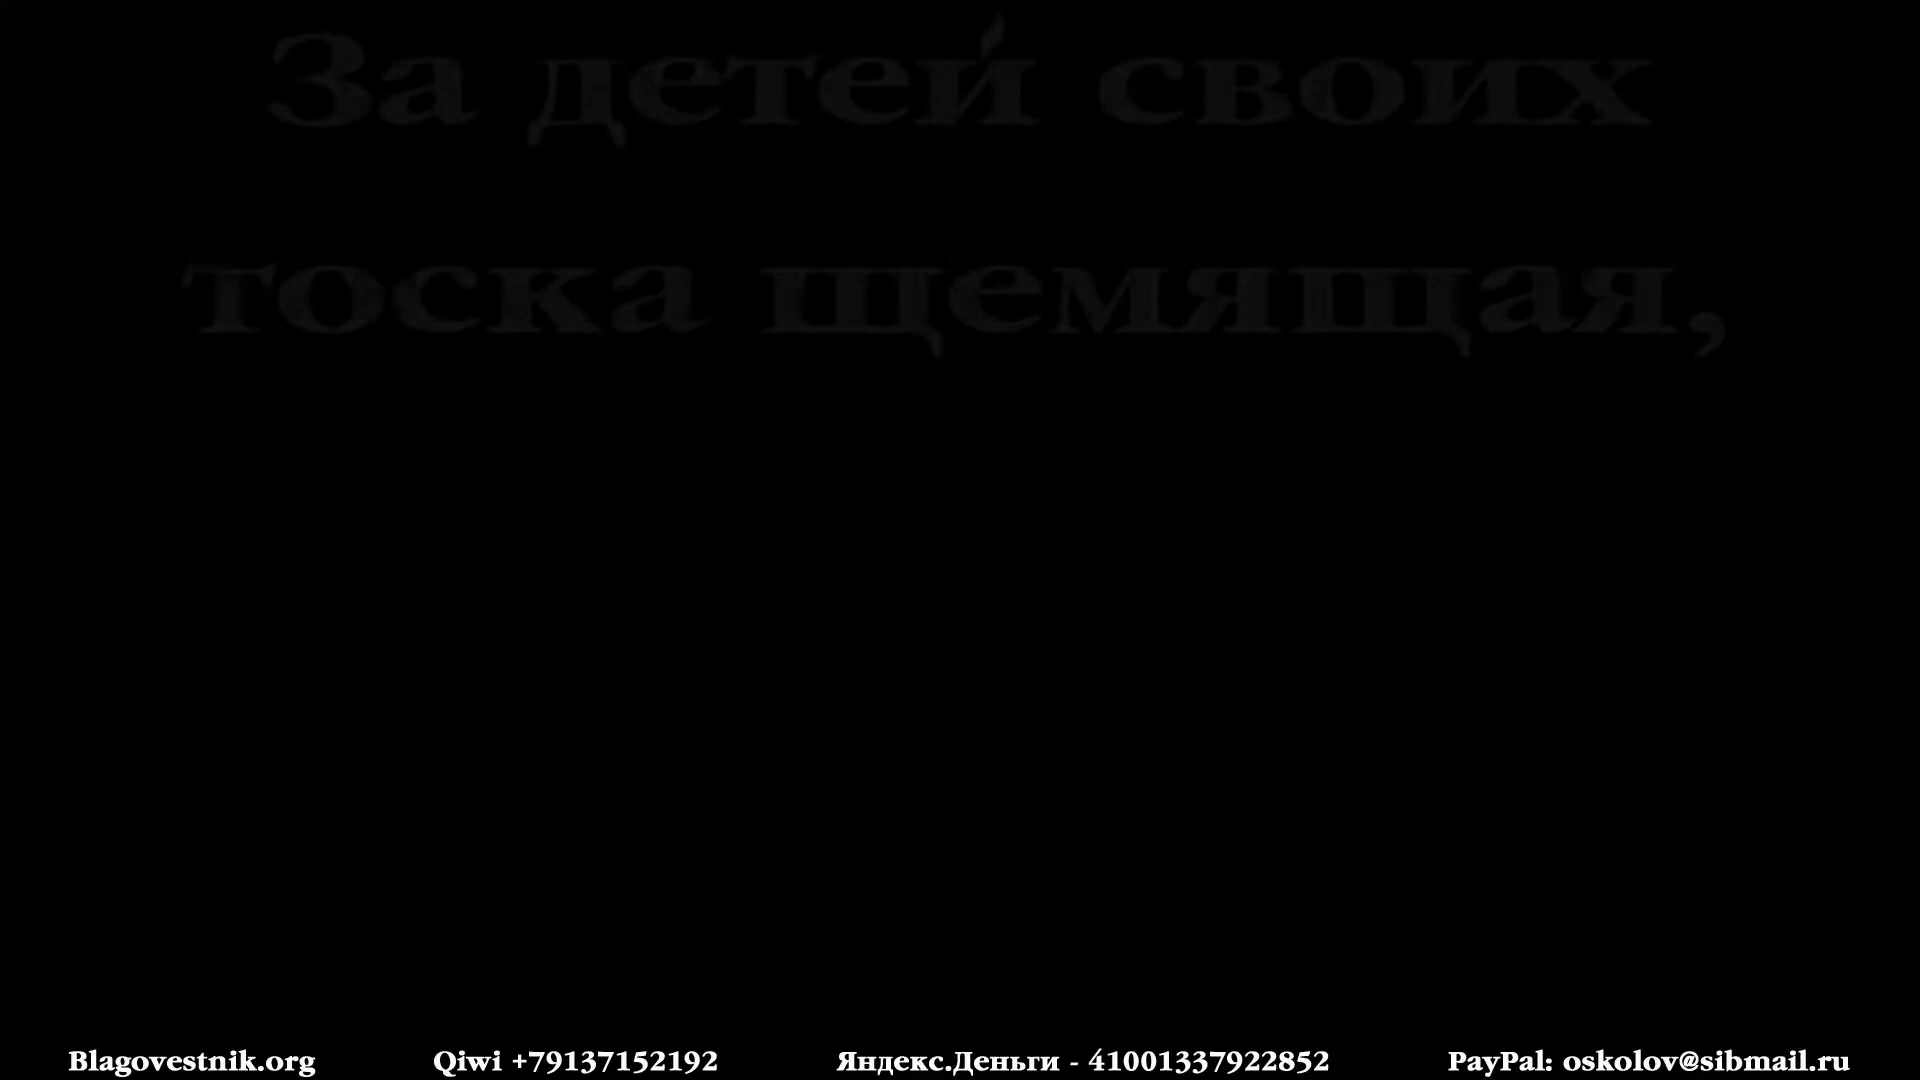 За детей своих
тоска щемящая,
Blagovestnik.org Qiwi +79137152192 Яндекс.Деньги - 41001337922852 PayPal: oskolov@sibmail.ru